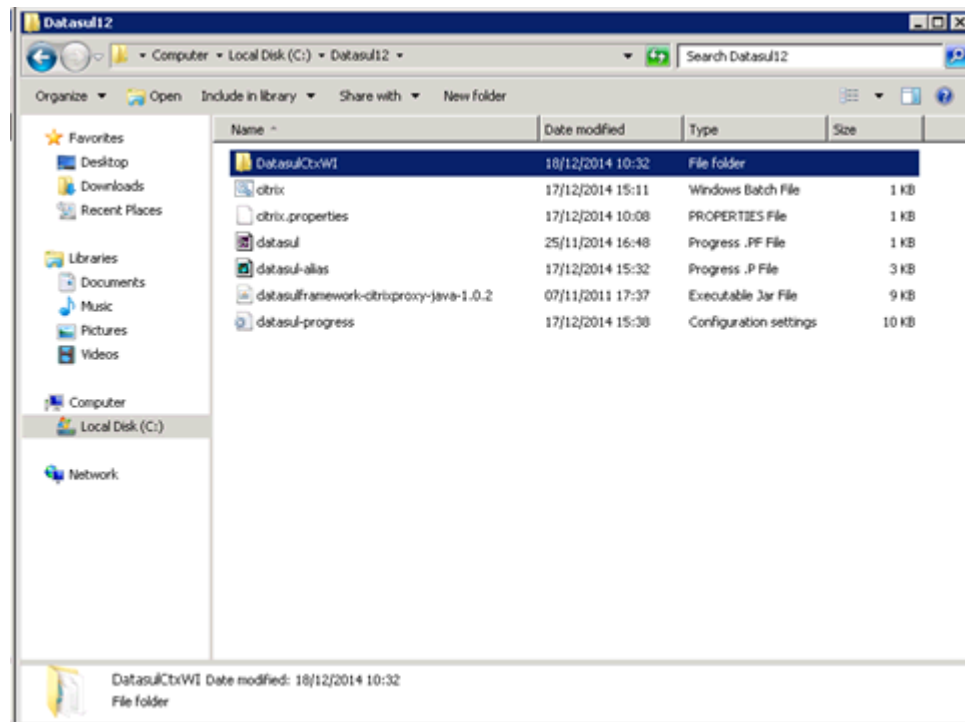 Datasul12
Computer Local Disk (C:) Datasul12 Search Datasul12
Organize Open Include in library Share with New folder
Favorites
Desktop
Downloads
Recent Places
Libraries
Documents
Music
Pictures
Videos
Computer
Local Disk (C:)
Network
Name Date modified Type Size
DatasulCtxWI 18/12/2014 10:32 File folder
citrix 17/12/2014 15:11 Windows Batch File 1 KB
citrix.properties 17/12/2014 10:08 PROPERTIES File 1 KB
datasul 25/11/2014 16:48 Progress .PF File 1 KB
datasul-alias 17/12/2014 15:32 Progress .P File 3 KB
datasulframework-citrixproxy-java-1.0.2 07/11/2011 17:37 Executable Jar File 9 KB
datasul-progress 17/12/2014 15:38 Configuration settings 10 KB
DatasulCtxWI Date modified: 18/12/2014 10:32
File folder